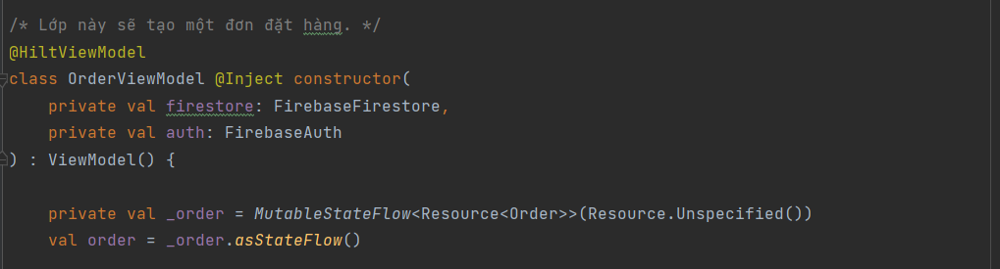 /* Lớp này sẽ tạo một đơn đặt hàng. */
@HiltViewModel
class OrderViewModel @Inject constructor(
    private val firestore: FirebaseFirestore,
    private val auth: FirebaseAuth
) : ViewModel() {
    private val _order = MutableStateFlow<Resource<Order>>(Resource.Unspecified())
    val order = _order.asStateFlow()